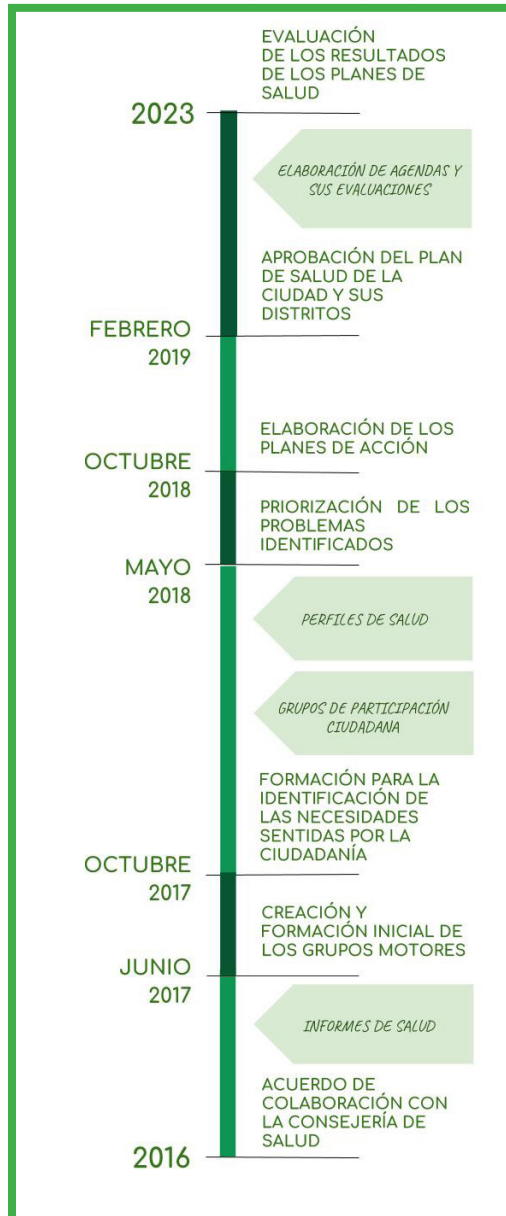 EVALUACIÓN
DE LOS RESULTADOS
DE LOS PLANES DE
SALUD
2023
ELABORACIÓN DE AGENDAS Y
SUS EVALUACIONES
APROBACIÓN DEL PLAN
DE SALUD DE LA
CIUDAD Y SUS
DISTRITOS
FEBRERO
2019
ELABORACIÓN DE LOS
PLANES DE ACCIÓN
OCTUBRE
2018
PRIORIZACIÓN DE LOS
PROBLEMAS
IDENTIFICADOS
MAYO
2018
PERFILES DE SALUD
GRUPOS DE PARTICIPACIÓN
CIUDADANA
FORMACIÓN PARA LA
IDENTIFICACIÓN DE
LAS NECESIDADES
SENTIDAS POR LA
CIUDADANÍA
OCTUBRE
2017
CREACIÓN Y
FORMACIÓN INICIAL DE
LOS GRUPOS MOTORES
JUNIO
2017
INFORMES DE SALUD
ACUERDO DE
COLABORACIÓN CON
LA CONSEJERÍA DE
SALUD
2016